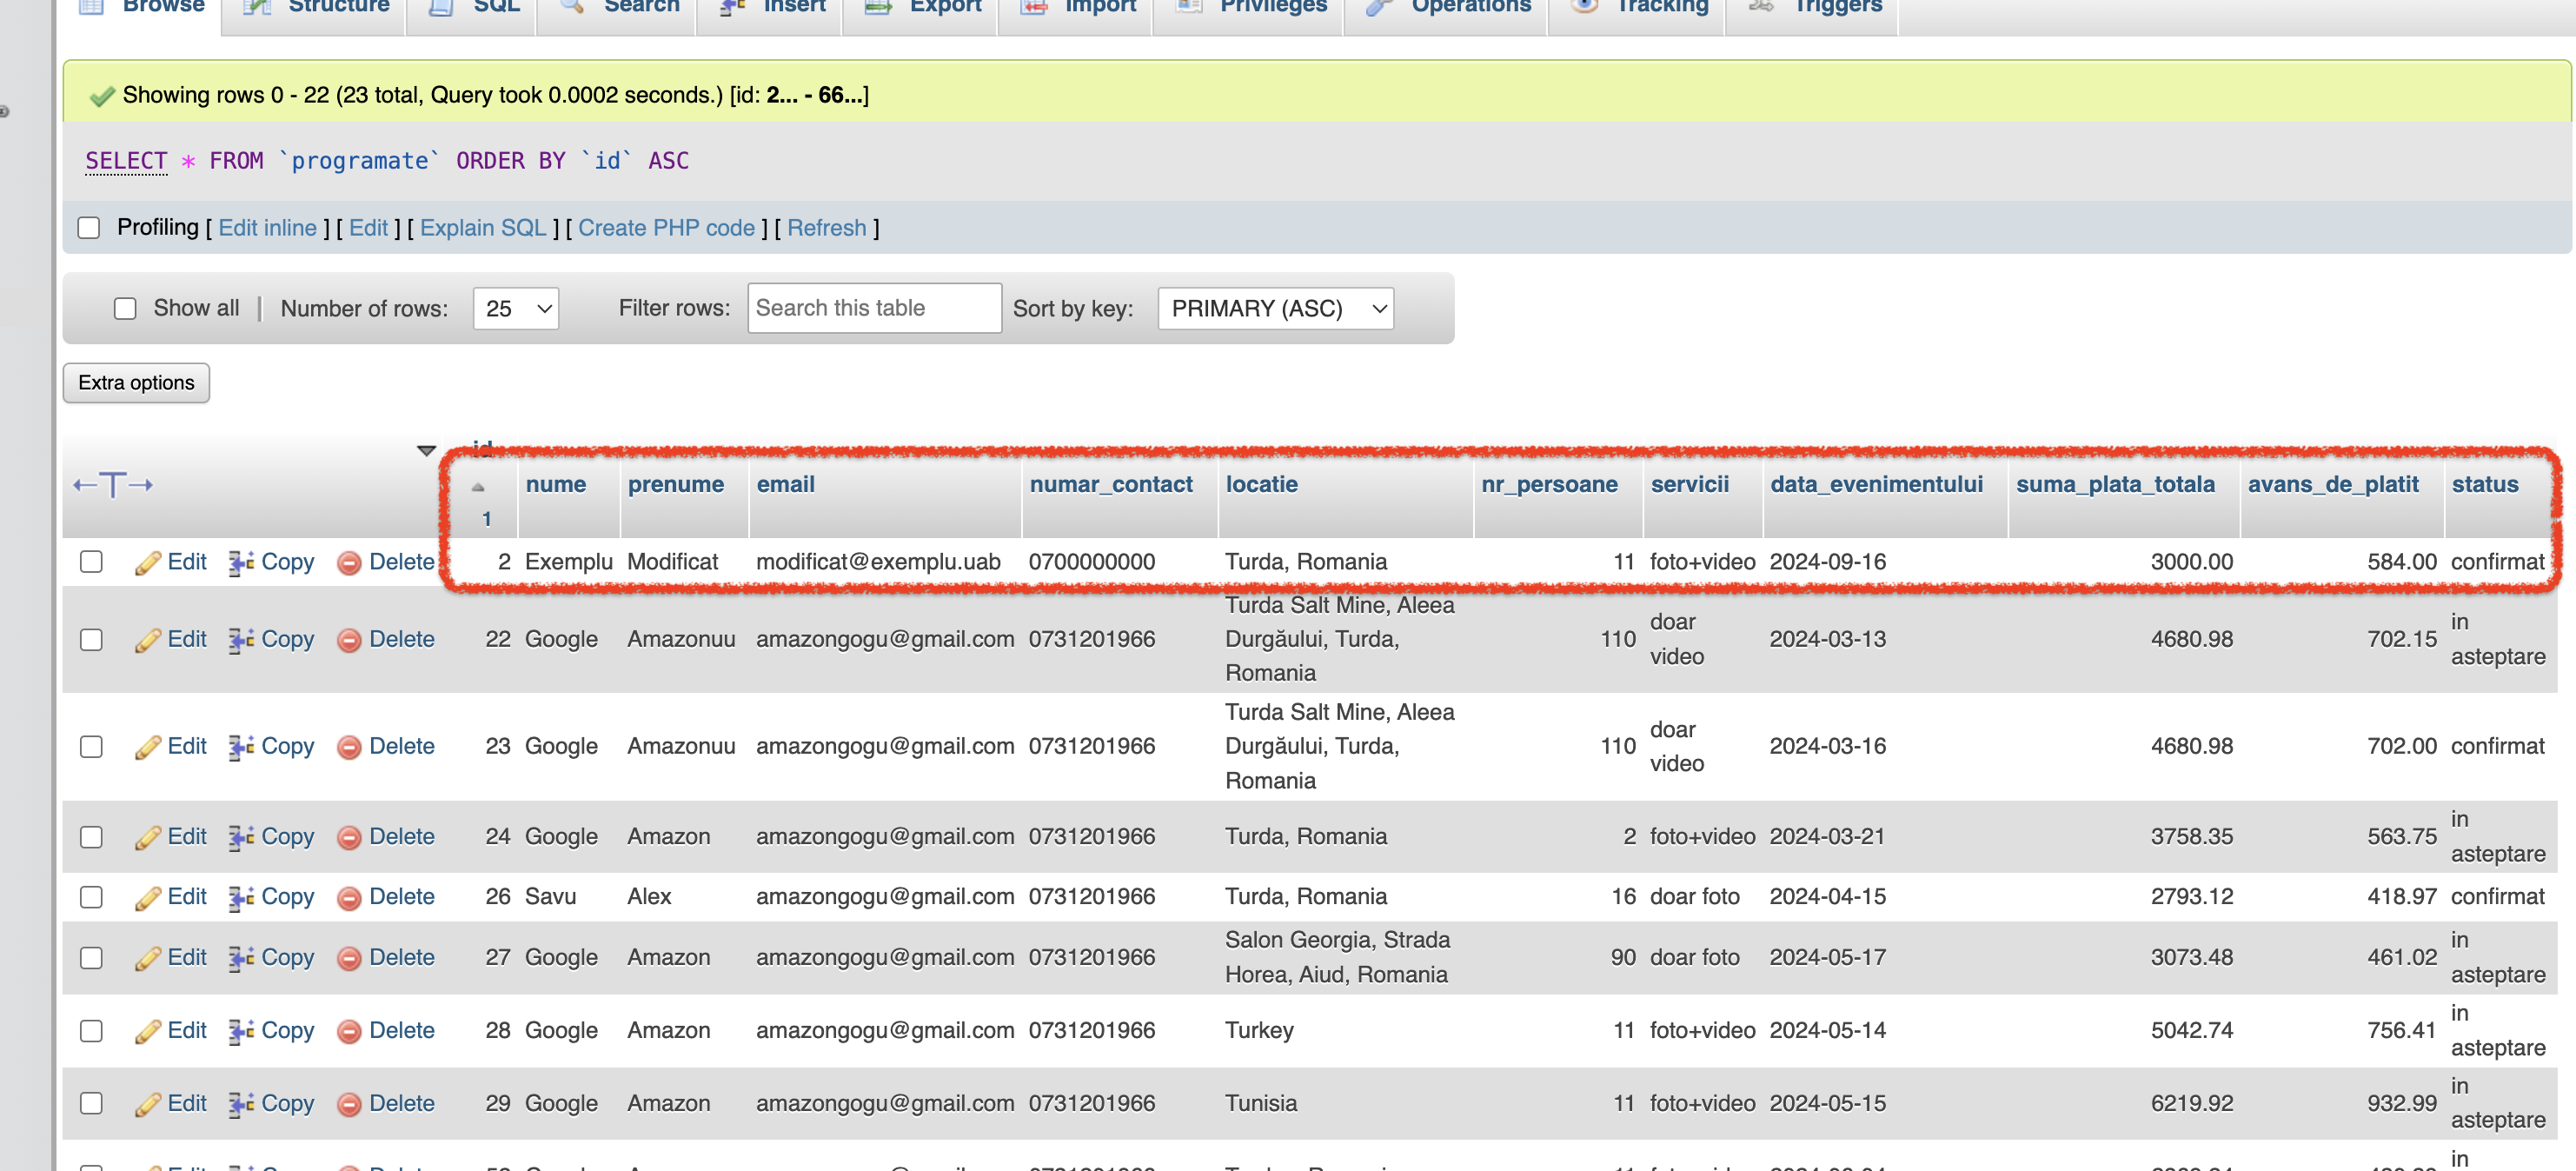 Browse Structure SQL Search Insert Export Import Privileges Operations Tracking Triggers
Showing rows 0 - 22 (23 total, Query took 0.0002 seconds.) [id: 2... - 66...]
SELECT * FROM `programate` ORDER BY `id` ASC
Profiling [ Edit inline ] [ Edit ] [ Explain SQL ] [ Create PHP code ] [ Refresh ]
Show all | Number of rows: 25 Filter rows: Search this table Sort by key: PRIMARY (ASC)
Extra options
←T→ id 1 nume prenume email numar_contact locatie nr_persoane servicii data_evenimentului suma_plata_totala avans_de_platit status
Edit Copy Delete 2 Exemplu Modificat modificat@exemplu.uab 0700000000 Turda, Romania 11 foto+video 2024-09-16 3000.00 584.00 confirmat
Edit Copy Delete 22 Google Amazonuu amazongogu@gmail.com 0731201966 Turda Salt Mine, Aleea Durgăului, Turda, Romania 110 doar video 2024-03-13 4680.98 702.15 in asteptare
Edit Copy Delete 23 Google Amazonuu amazongogu@gmail.com 0731201966 Turda Salt Mine, Aleea Durgăului, Turda, Romania 110 doar video 2024-03-16 4680.98 702.00 confirmat
Edit Copy Delete 24 Google Amazon amazongogu@gmail.com 0731201966 Turda, Romania 2 foto+video 2024-03-21 3758.35 563.75 in asteptare
Edit Copy Delete 26 Savu Alex amazongogu@gmail.com 0731201966 Turda, Romania 16 doar foto 2024-04-15 2793.12 418.97 confirmat
Edit Copy Delete 27 Google Amazon amazongogu@gmail.com 0731201966 Salon Georgia, Strada Horea, Aiud, Romania 90 doar foto 2024-05-17 3073.48 461.02 in asteptare
Edit Copy Delete 28 Google Amazon amazongogu@gmail.com 0731201966 Turkey 11 foto+video 2024-05-14 5042.74 756.41 in asteptare
Edit Copy Delete 29 Google Amazon amazongogu@gmail.com 0731201966 Tunisia 11 foto+video 2024-05-15 6219.92 932.99 in asteptare
in